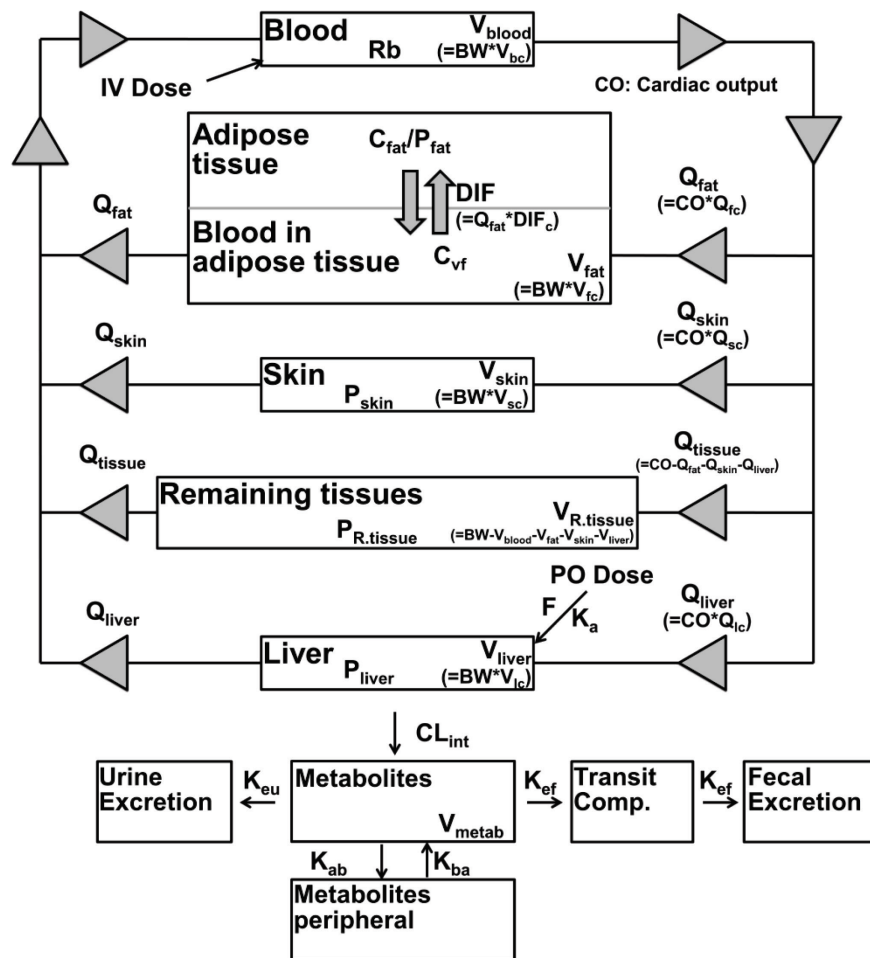 Blood
V_blood
Rb
(=BW*V_bc)
IV Dose
CO: Cardiac output
Adipose
tissue
C_fat/P_fat
DIF
(=Q_fat*DIF_c)
Blood in
adipose tissue
C_vf
V_fat
(=BW*V_fc)
Q_fat
Q_fat
(=CO*Q_fc)
Q_skin
Skin
V_skin
P_skin
(=BW*V_sc)
Q_skin
(=CO*Q_sc)
Q_tissue
Remaining tissues
V_R.tissue
P_R.tissue
(=BW-V_blood-V_fat-V_skin-V_liver)
Q_tissue
(=CO-Q_fat-Q_skin-Q_liver)
PO Dose
F
K_a
Q_liver
Liver
V_liver
P_liver
(=BW*V_lc)
Q_liver
(=CO*Q_lc)
CL_int
Urine
Excretion
K_eu
Metabolites
V_metab
K_ef
Transit
Comp.
K_ef
Fecal
Excretion
K_ab
K_ba
Metabolites
peripheral